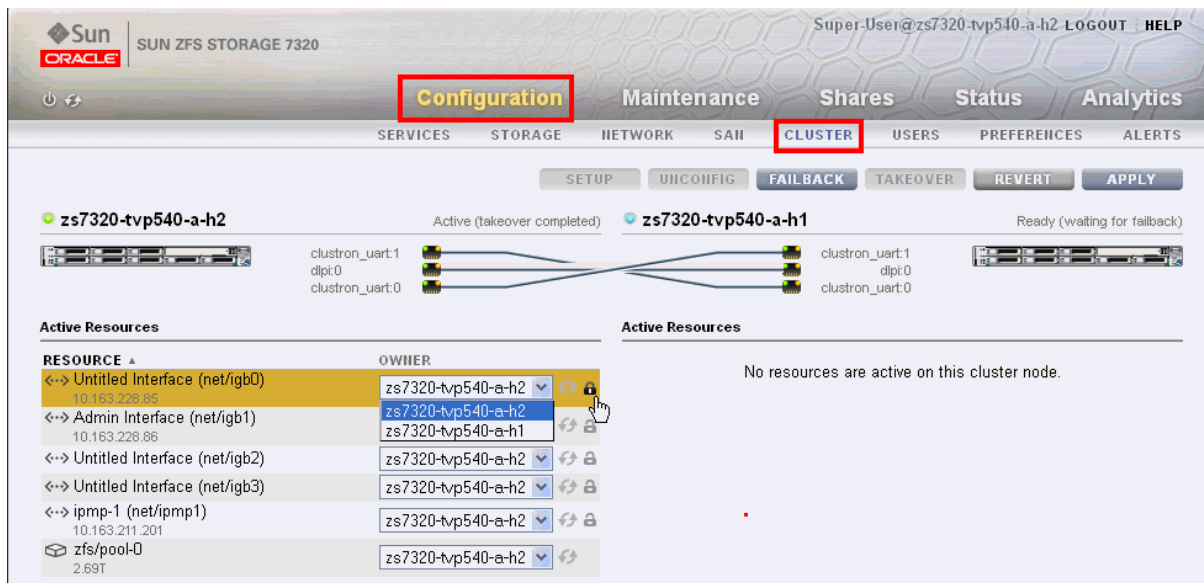 Sun
ORACLE
SUN ZFS STORAGE 7320
Super-User@zs7320-tvp540-a-h2 LOGOUT HELP
Configuration Maintenance Shares Status Analytics
SERVICES STORAGE NETWORK SAN CLUSTER USERS PREFERENCES ALERTS
SETUP UNCONFIG FAILBACK TAKEOVER REVERT APPLY
zs7320-tvp540-a-h2 Active (takeover completed) zs7320-tvp540-a-h1 Ready (waiting for failback)
clustron_uart:1 clustron_uart:1
dlpi:0 dlpi:0
clustron_uart:0 clustron_uart:0
Active Resources Active Resources
RESOURCE OWNER
Untitled Interface (net/igb0) zs7320-tvp540-a-h2
10.163.228.85
No resources are active on this cluster node.
zs7320-tvp540-a-h2
Admin Interface (net/igb1) zs7320-tvp540-a-h1
10.163.228.86
Untitled Interface (net/igb2) zs7320-tvp540-a-h2
Untitled Interface (net/igb3) zs7320-tvp540-a-h2
ipmp-1 (net/ipmp1) zs7320-tvp540-a-h2
10.163.211.201
zfs/pool-0 zs7320-tvp540-a-h2
2.69T